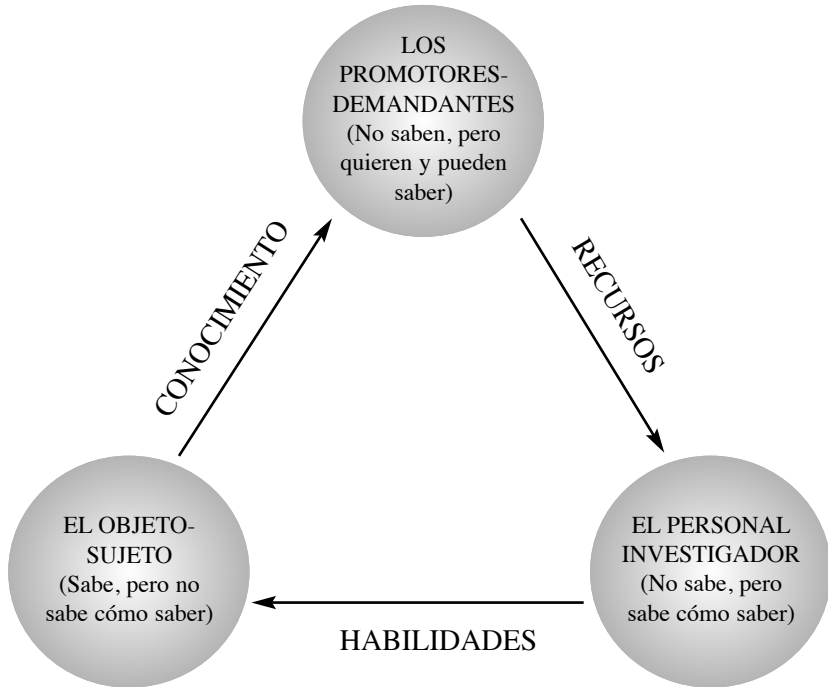 LOS
PROMOTORES-
DEMANDANTES
(No saben, pero
quieren y pueden
saber)
CONOCIMIENTO
RECURSOS
EL OBJETO-
SUJETO
(Sabe, pero no
sabe cómo saber)
EL PERSONAL
INVESTIGADOR
(No sabe, pero
sabe cómo saber)
HABILIDADES